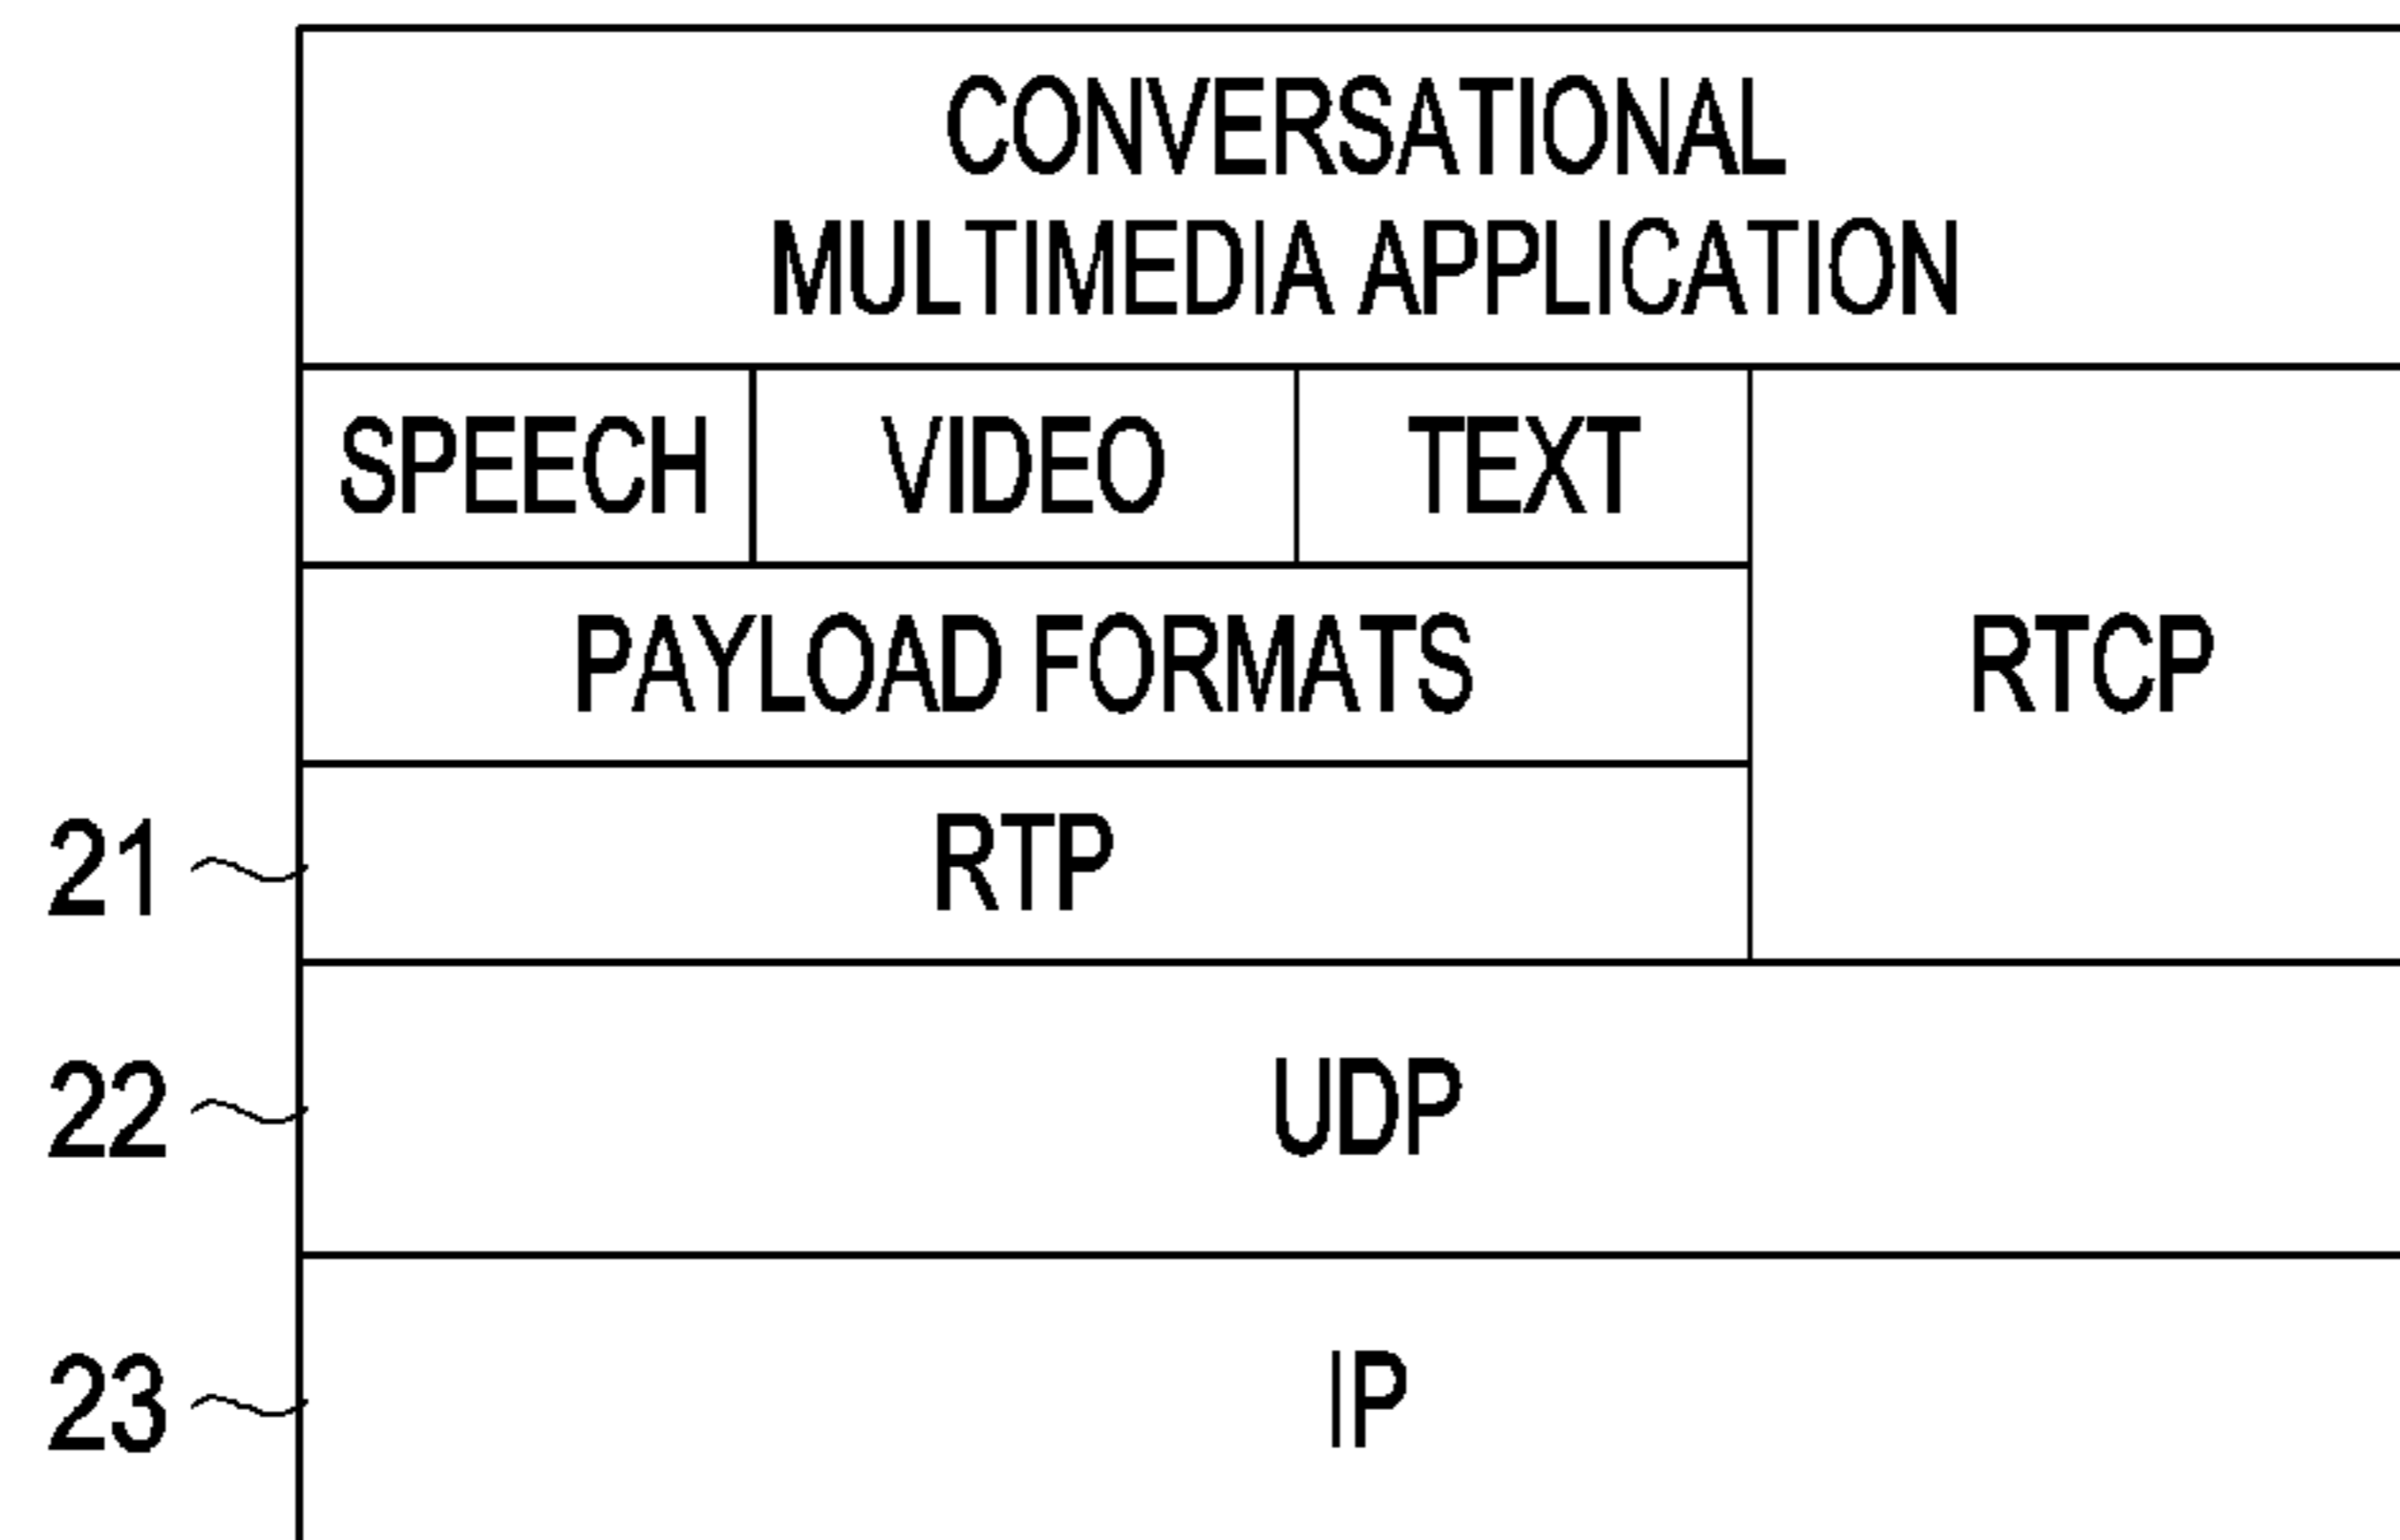 CONVERSATIONAL
MULTIMEDIA APPLICATION
SPEECH VIDEO TEXT
PAYLOAD FORMATS
RTCP
21 RTP
22 UDP
23 IP